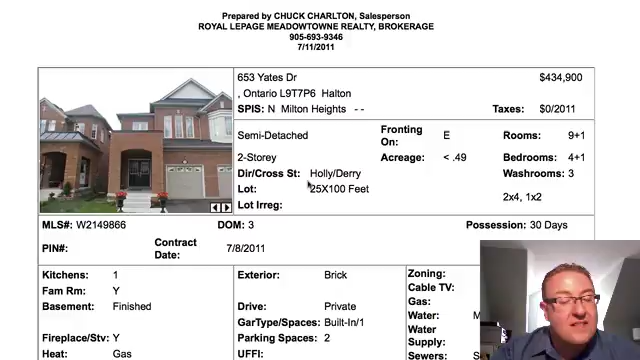 Prepared by CHUCK CHARLTON, Salesperson
ROYAL LEPAGE MEADOWTOWNE REALTY, BROKERAGE
905-693-9346
7/11/2011
653 Yates Dr $434,900
, Ontario L9T7P6 Halton
SPIS: N Milton Heights - - Taxes: $0/2011
Semi-Detached Fronting On: E Rooms: 9+1
2-Storey Acreage: < .49 Bedrooms: 4+1
Dir/Cross St: Holly/Derry Washrooms: 3
Lot: 25X100 Feet 2x4, 1x2
Lot Irreg:
MLS#: W2149866 DOM: 3 Possession: 30 Days
PIN#: Contract Date: 7/8/2011
Kitchens: 1 Exterior: Brick Zoning:
Fam Rm: Y Cable TV:
Basement: Finished Drive: Private Gas:
GarType/Spaces: Built-In/1 Water: M
Fireplace/Stv: Y Parking Spaces: 2 Water Supply:
Heat: Gas UFFI: Sewers: S